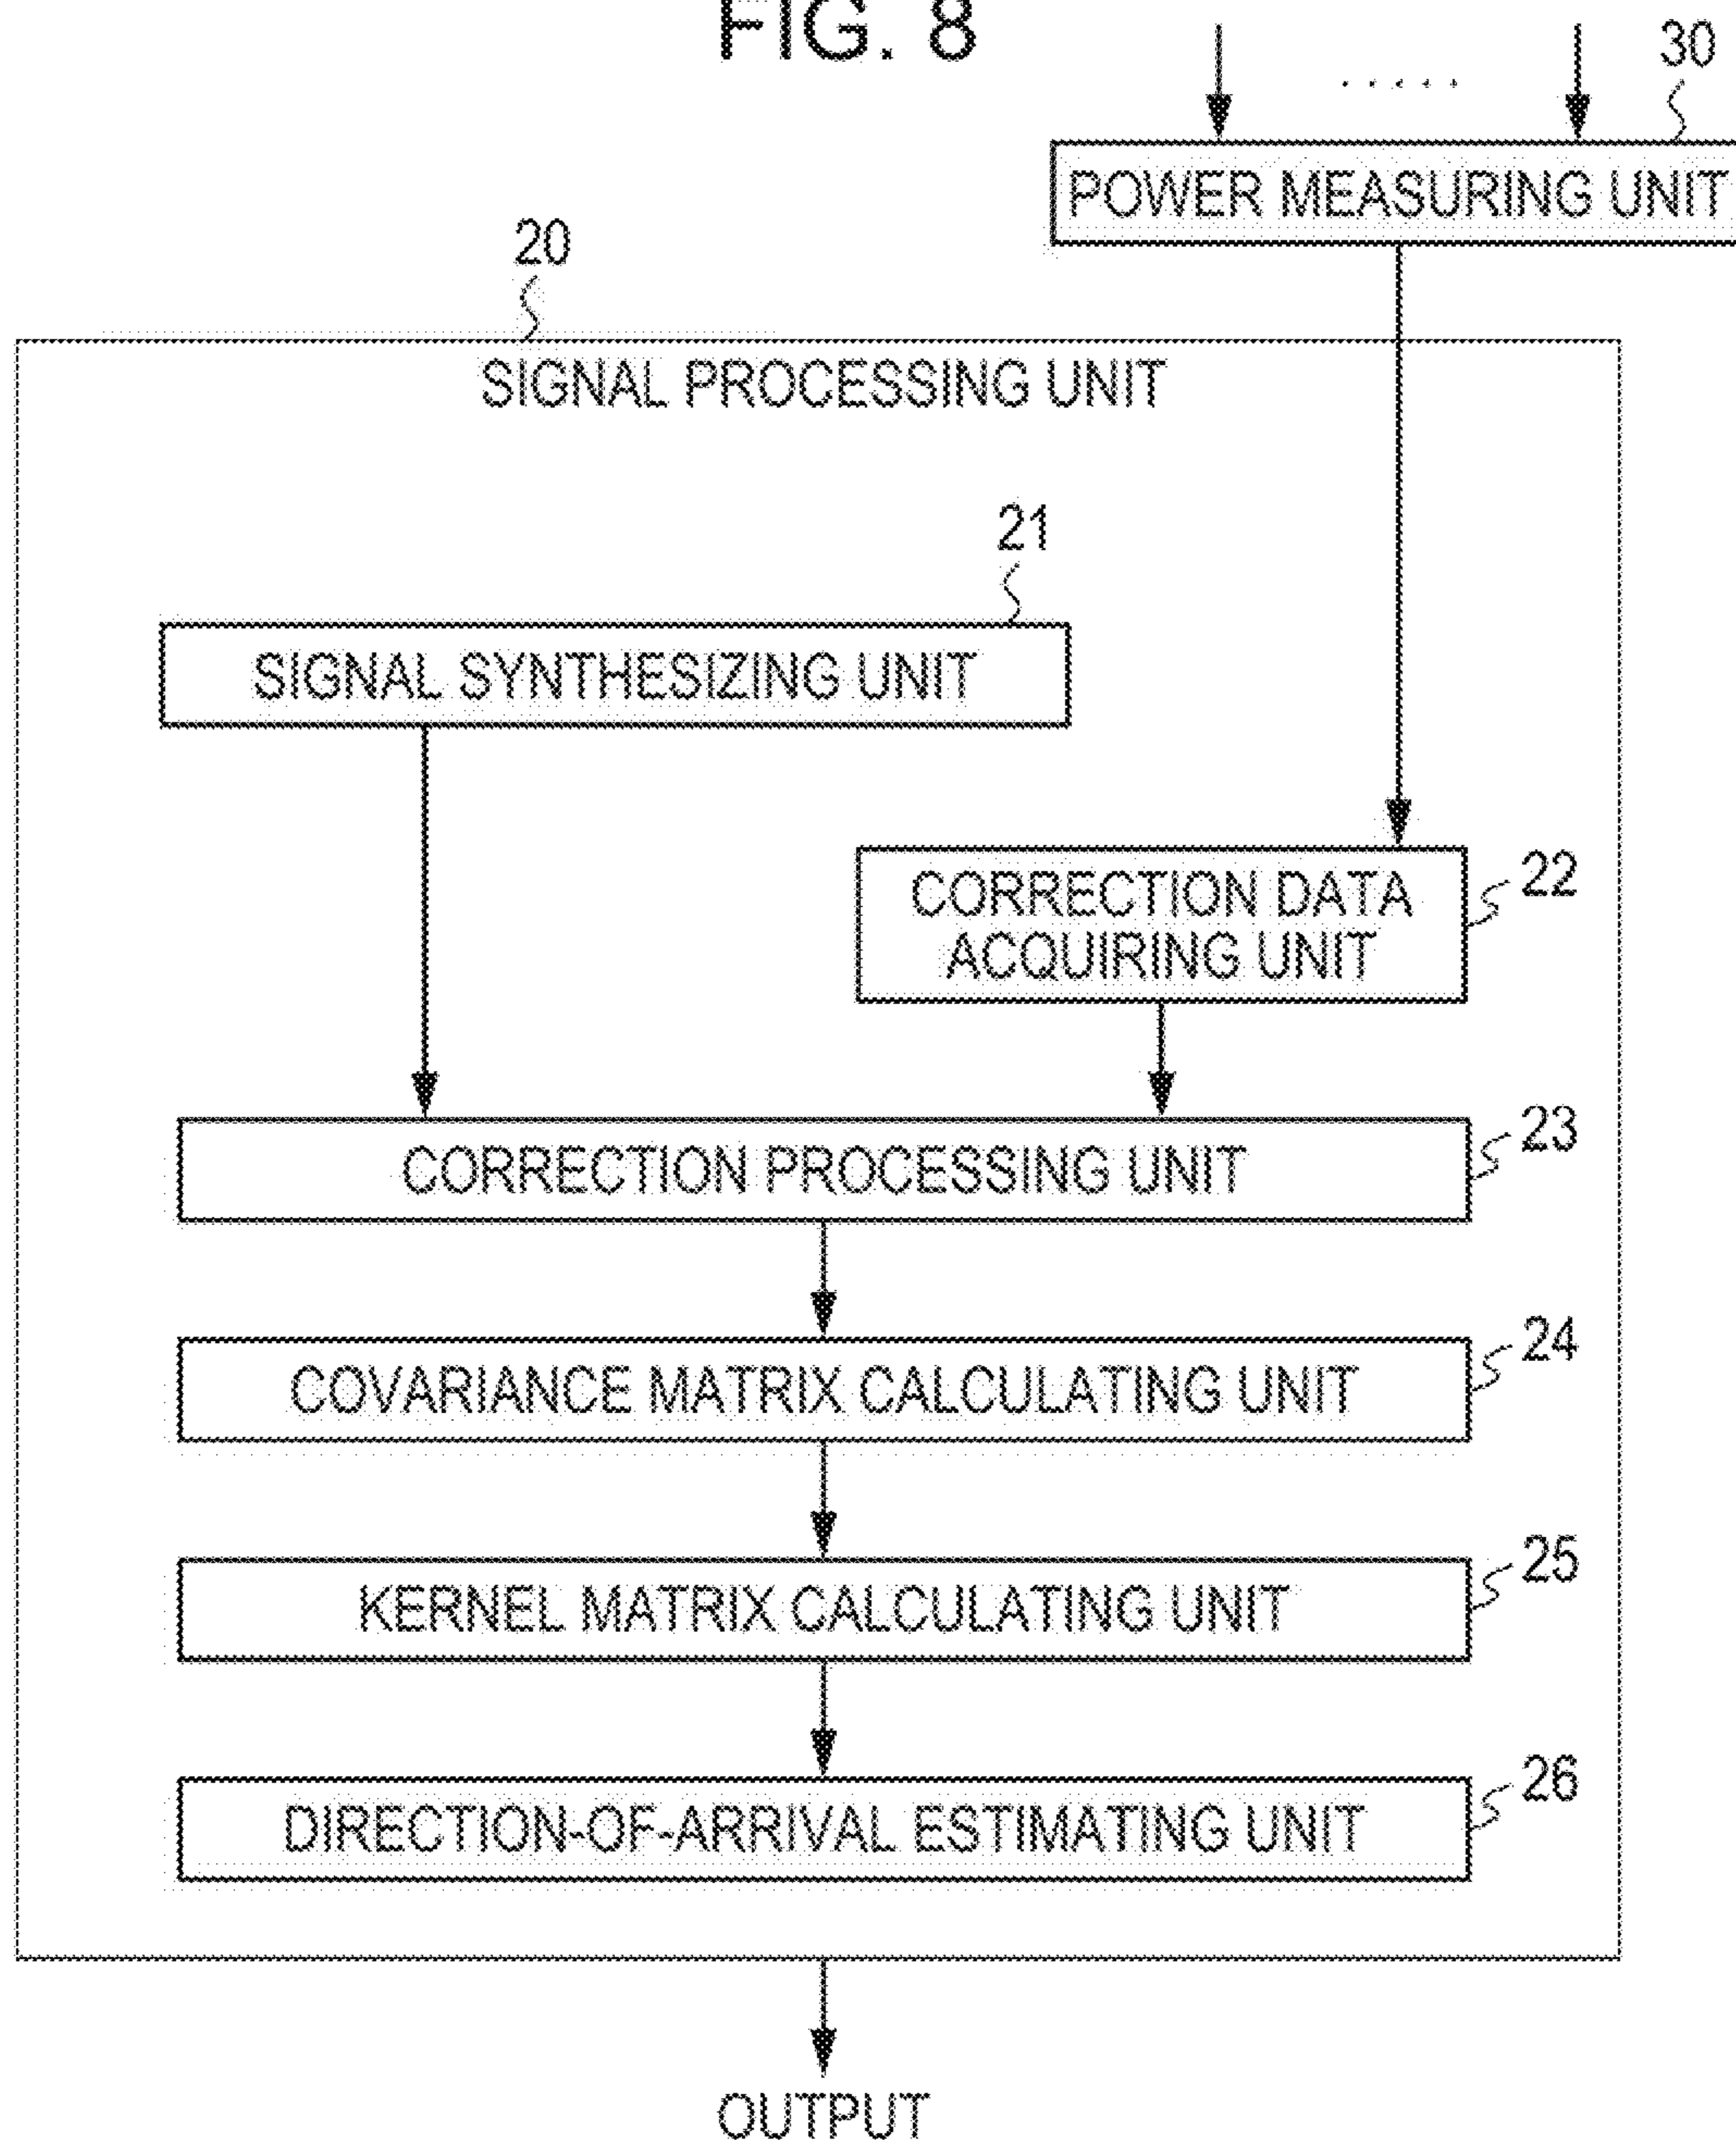 FIG. 8
30
POWER MEASURING UNIT
20
SIGNAL PROCESSING UNIT
21
SIGNAL SYNTHESIZING UNIT
22
CORRECTION DATA
ACQUIRING UNIT
23
CORRECTION PROCESSING UNIT
24
COVARIANCE MATRIX CALCULATING UNIT
25
KERNEL MATRIX CALCULATING UNIT
26
DIRECTION-OF-ARRIVAL ESTIMATING UNIT
OUTPUT